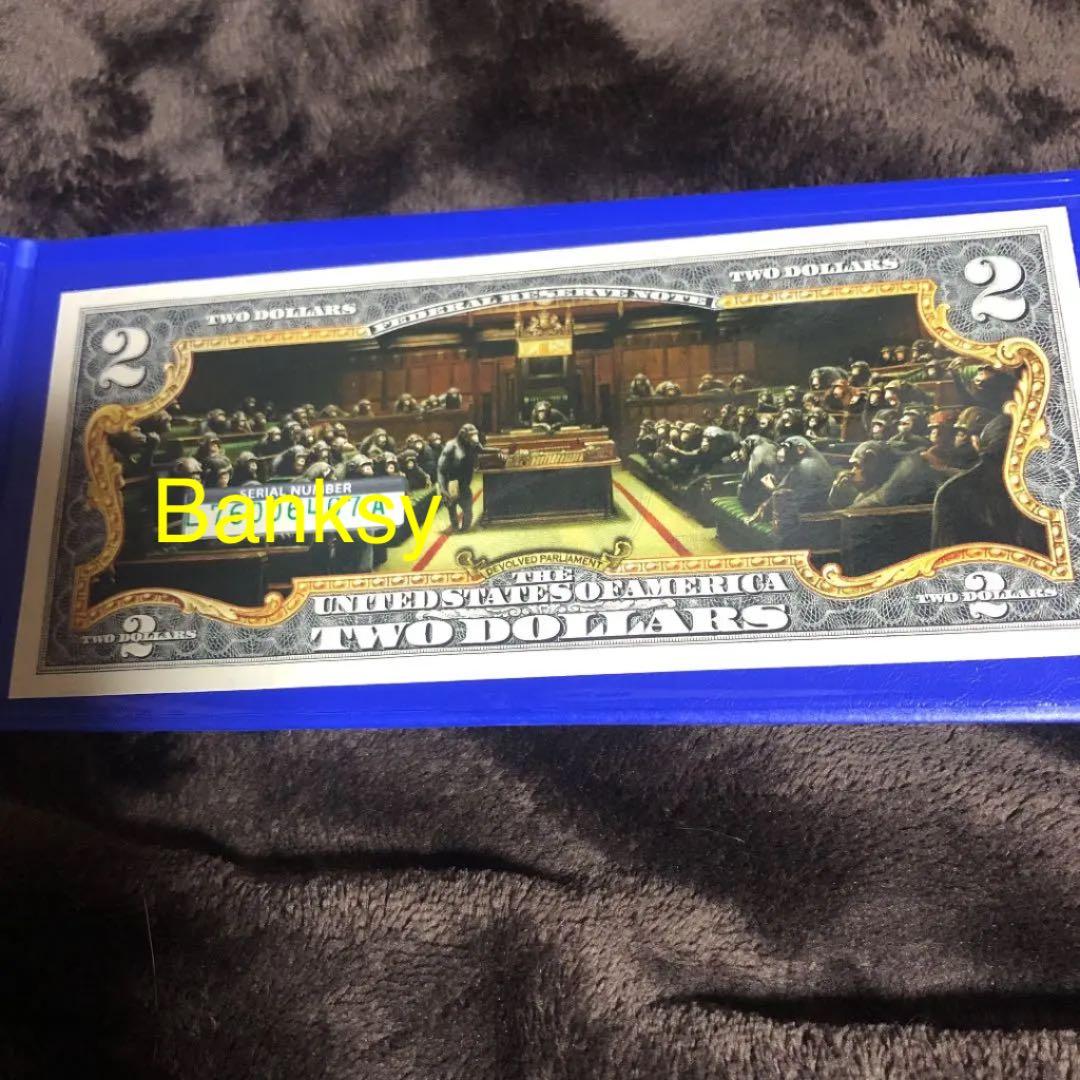 TWO DOLLARS
FEDERAL RESERVE NOTE
TWO DOLLARS
2
2
SERIAL NUMBER
Banksy
DEVOLVED PARLIAMENT
THE
UNITED STATES OF AMERICA
TWO DOLLARS
2
TWO DOLLARS
2
TWO DOLLARS